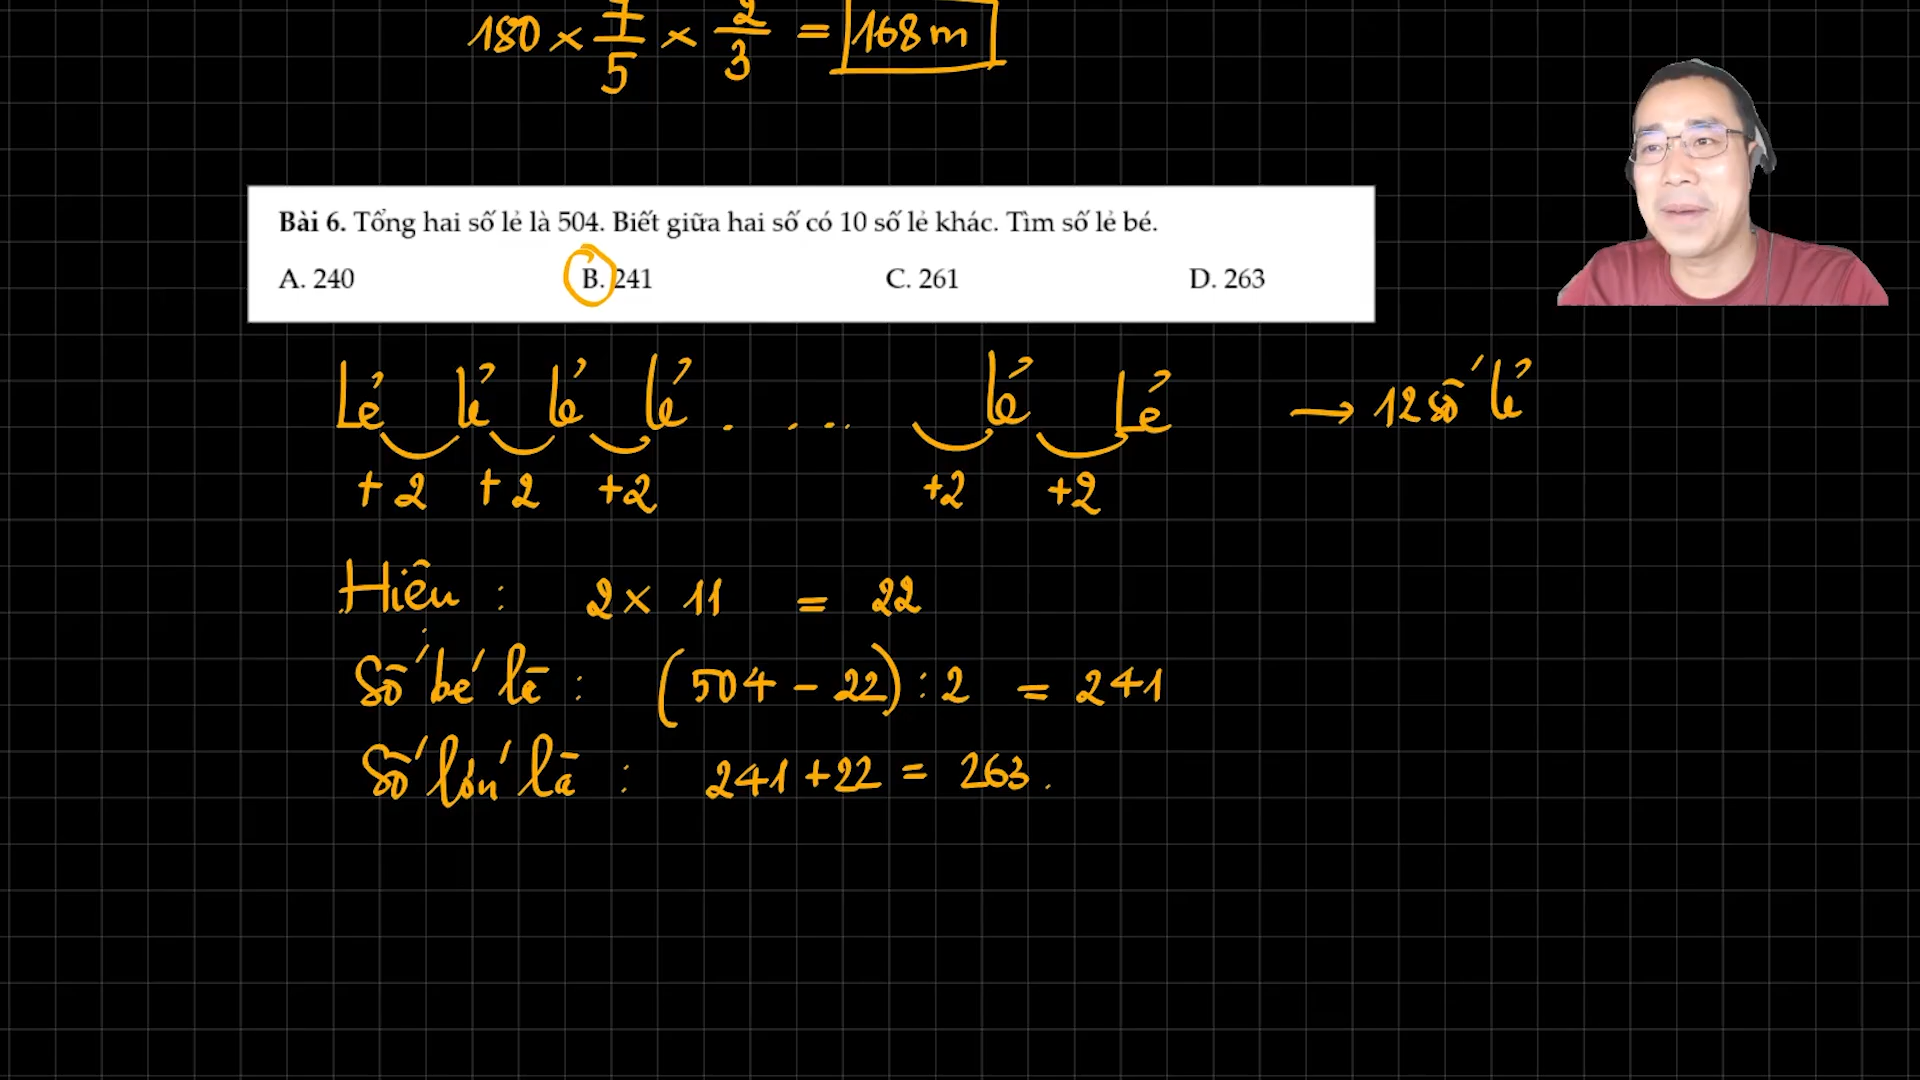 180 × 7/5 × 2/3 = 168 m
Bài 6. Tổng hai số lẻ là 504. Biết giữa hai số có 10 số lẻ khác. Tìm số lẻ bé.
A. 240 B. 241 C. 261 D. 263
Lẻ lẻ lẻ lẻ . . . . lẻ Lẻ → 12 số lẻ
+2 +2 +2 +2 +2
Hiệu : 2 × 11 = 22
Số bé là : (504 - 22) : 2 = 241
Số lớn là : 241 + 22 = 263 .